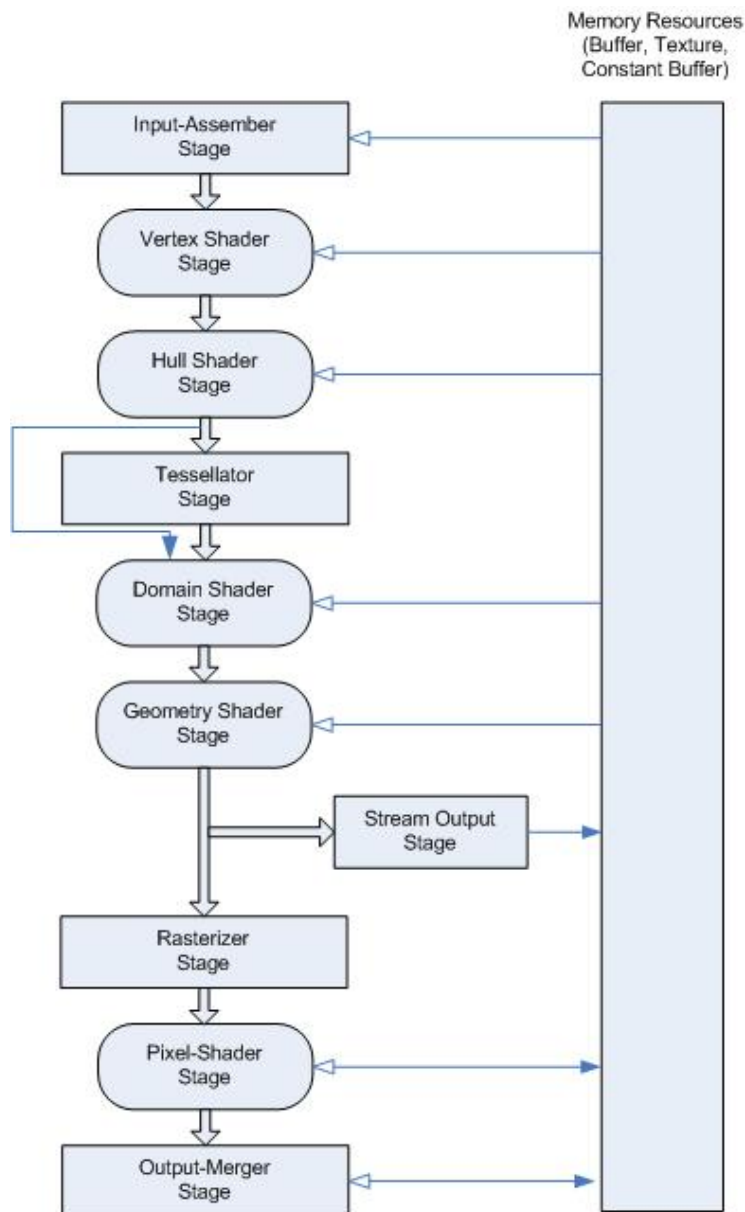 Memory Resources
(Buffer, Texture,
Constant Buffer)
Input-Assember
Stage
Vertex Shader
Stage
Hull Shader
Stage
Tessellator
Stage
Domain Shader
Stage
Geometry Shader
Stage
Stream Output
Stage
Rasterizer
Stage
Pixel-Shader
Stage
Output-Merger
Stage